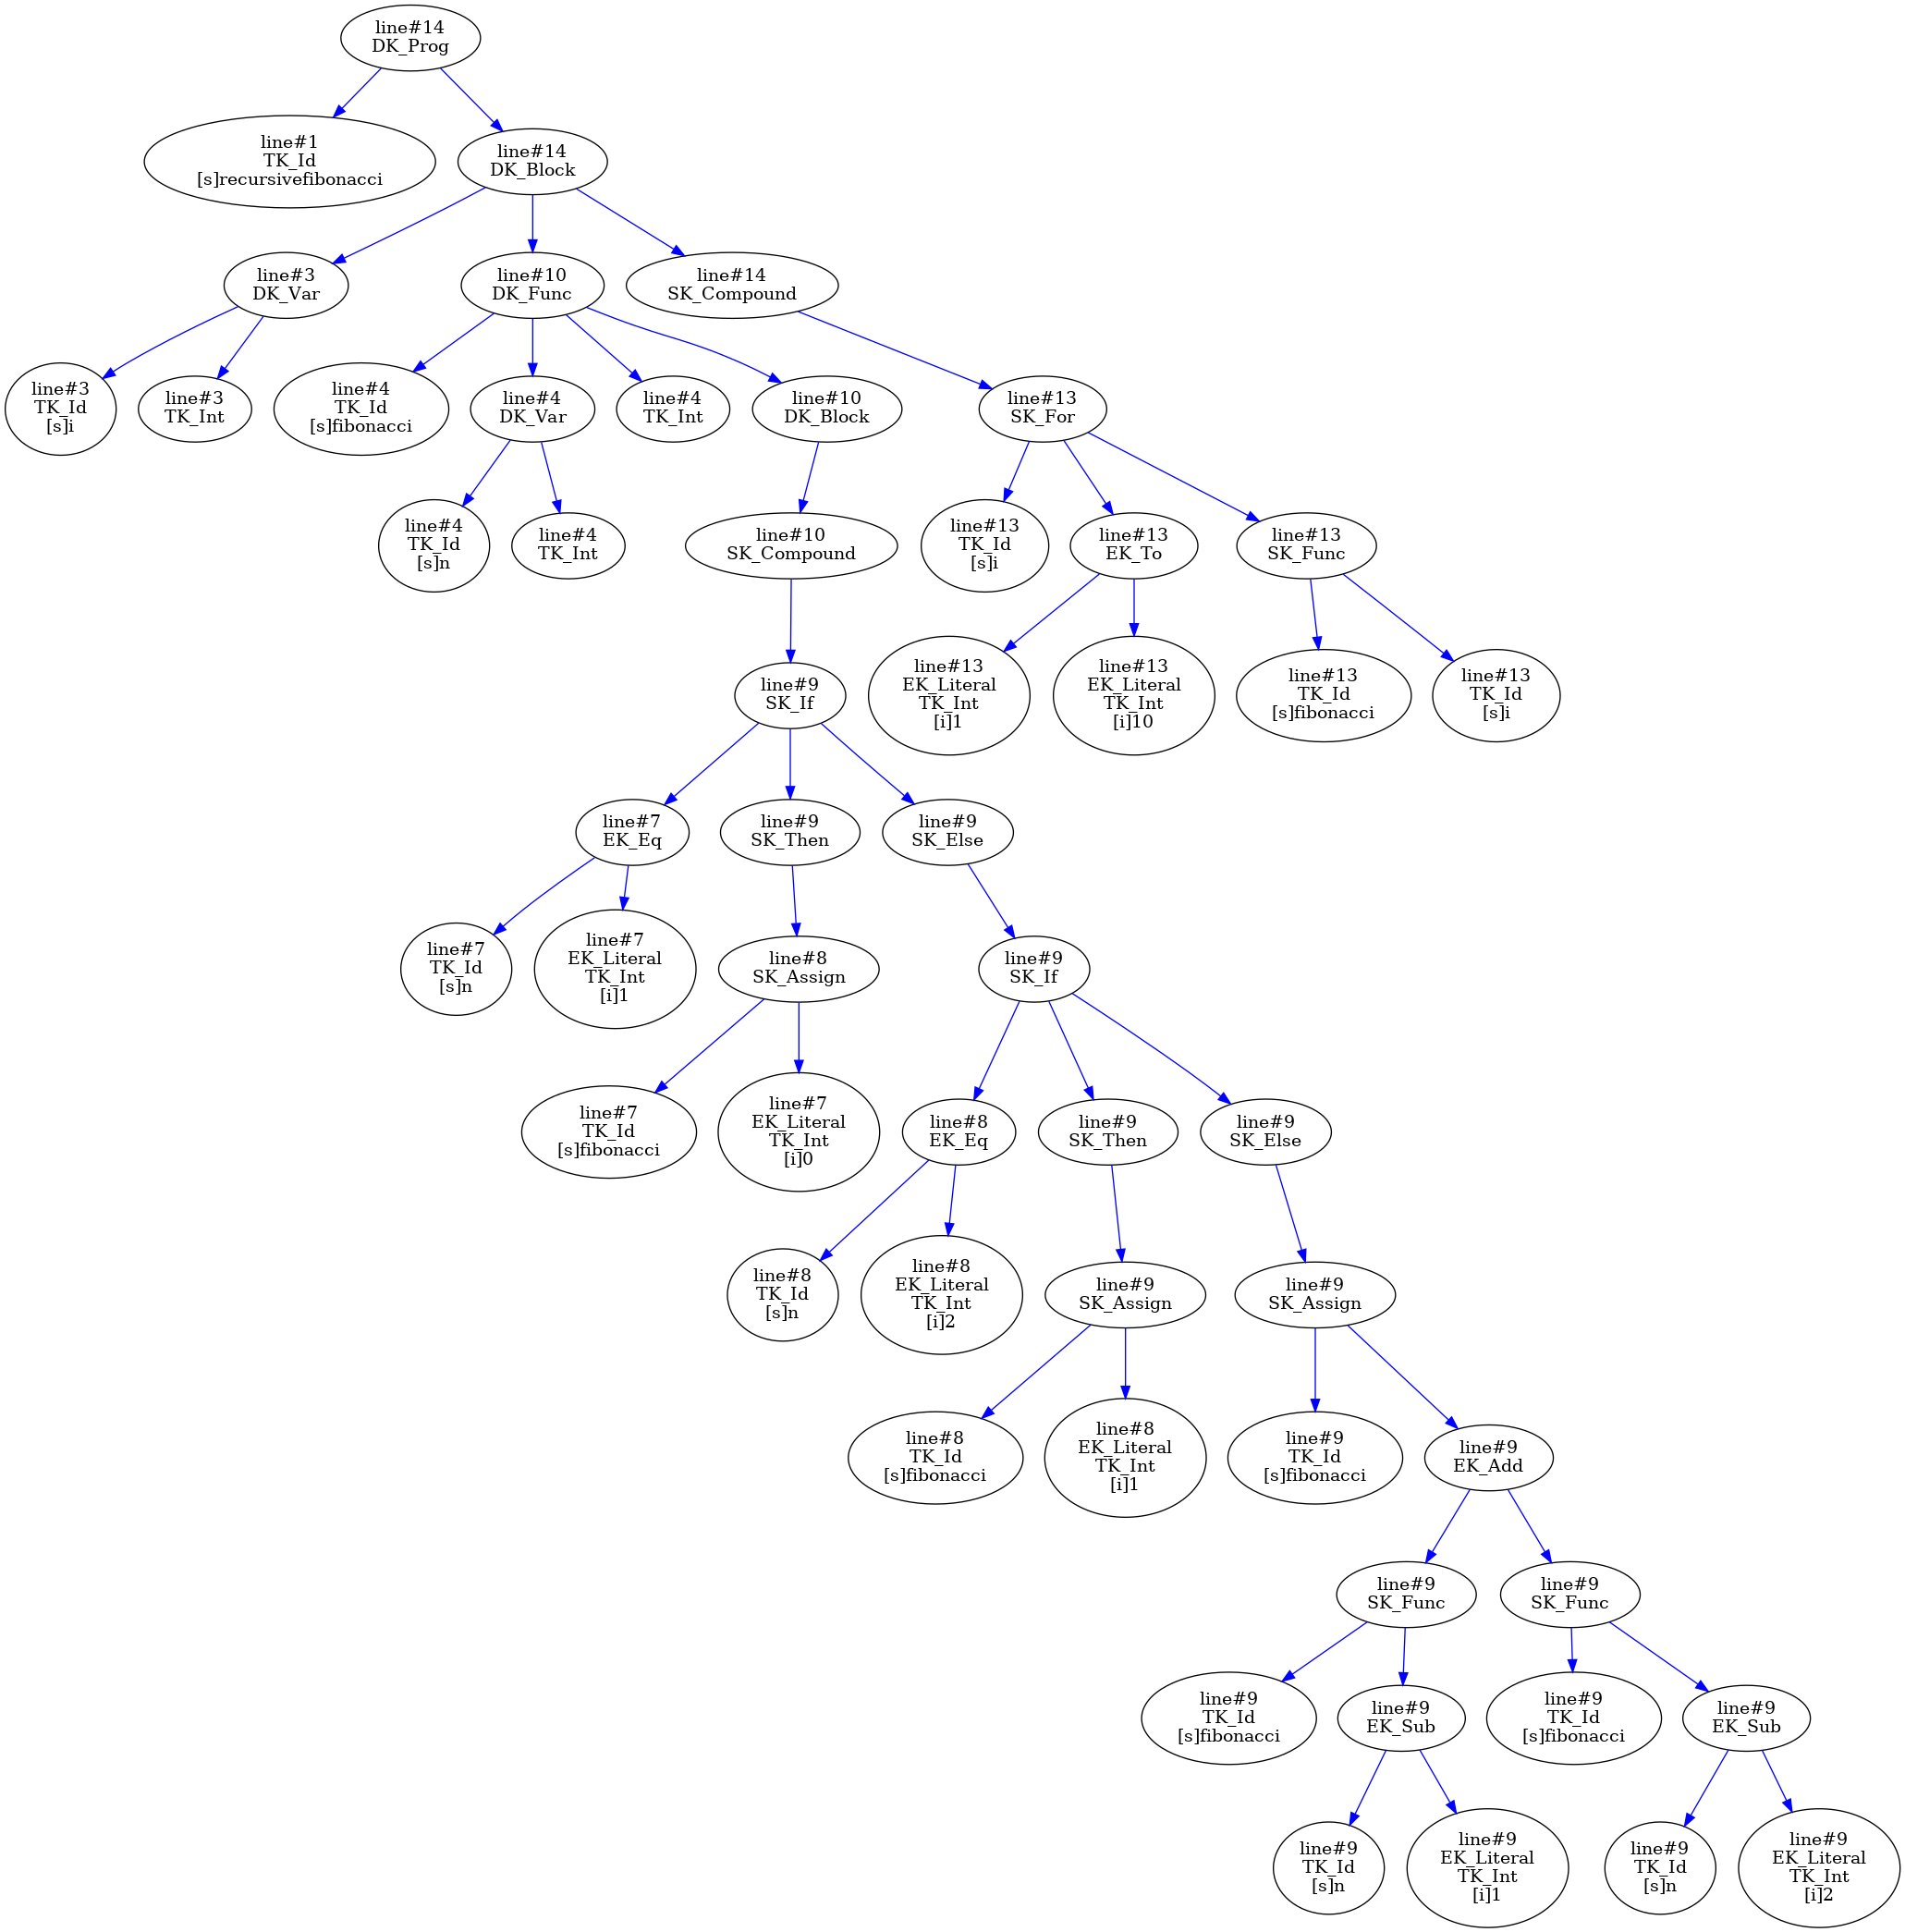 line#14
DK_Prog
line#1
TK_Id
[s]recursivefibonacci
line#14
DK_Block
line#3
DK_Var
line#10
DK_Func
line#14
SK_Compound
line#3
TK_Id
[s]i
line#3
TK_Int
line#4
TK_Id
[s]fibonacci
line#4
DK_Var
line#4
TK_Int
line#10
DK_Block
line#13
SK_For
line#4
TK_Id
[s]n
line#4
TK_Int
line#10
SK_Compound
line#13
TK_Id
[s]i
line#13
EK_To
line#13
SK_Func
line#9
SK_If
line#13
EK_Literal
TK_Int
[i]1
line#13
EK_Literal
TK_Int
[i]10
line#13
TK_Id
[s]fibonacci
line#13
TK_Id
[s]i
line#7
EK_Eq
line#9
SK_Then
line#9
SK_Else
line#7
TK_Id
[s]n
line#7
EK_Literal
TK_Int
[i]1
line#8
SK_Assign
line#9
SK_If
line#7
TK_Id
[s]fibonacci
line#7
EK_Literal
TK_Int
[i]0
line#8
EK_Eq
line#9
SK_Then
line#9
SK_Else
line#8
TK_Id
[s]n
line#8
EK_Literal
TK_Int
[i]2
line#9
SK_Assign
line#9
SK_Assign
line#8
TK_Id
[s]fibonacci
line#8
EK_Literal
TK_Int
[i]1
line#9
TK_Id
[s]fibonacci
line#9
EK_Add
line#9
SK_Func
line#9
SK_Func
line#9
TK_Id
[s]fibonacci
line#9
EK_Sub
line#9
TK_Id
[s]fibonacci
line#9
EK_Sub
line#9
TK_Id
[s]n
line#9
EK_Literal
TK_Int
[i]1
line#9
TK_Id
[s]n
line#9
EK_Literal
TK_Int
[i]2